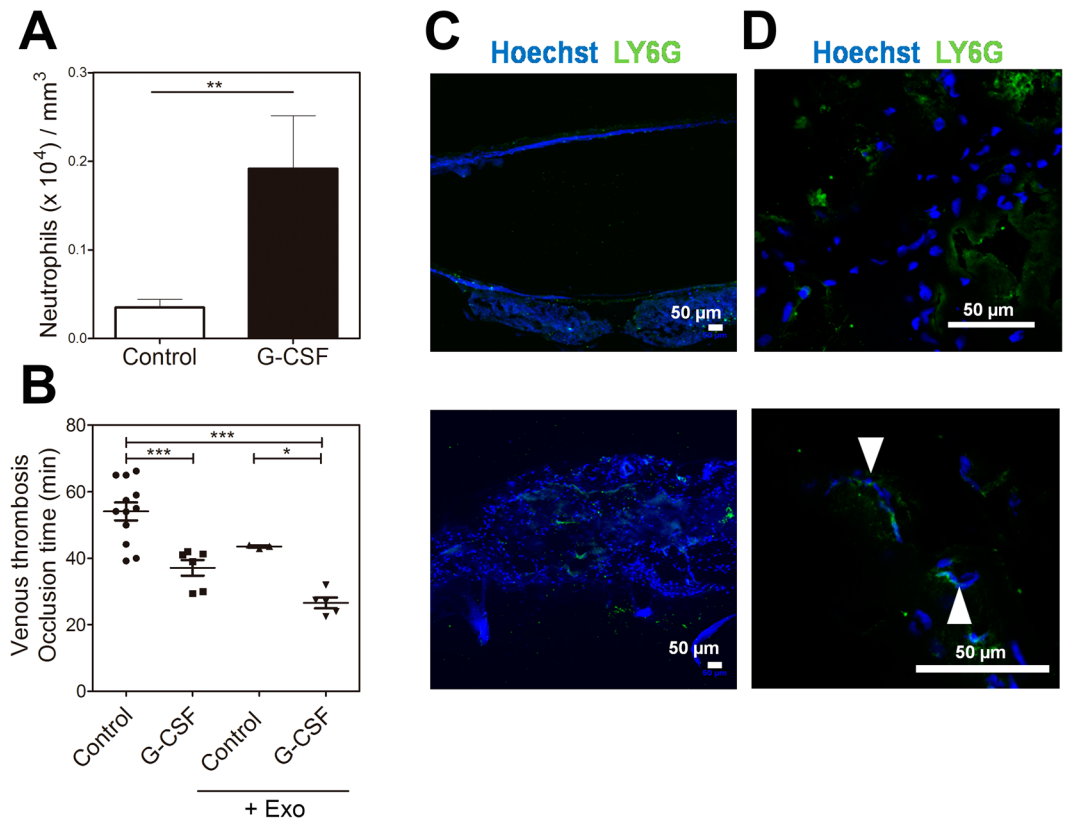 A
Neutrophils (x 10⁴) / mm³
0.3
0.2
0.1
0.0
**
Control
G-CSF
B
Venous thrombosis
Occlusion time (min)
80
60
40
20
0
***
***
*
Control
G-CSF
Control
G-CSF
+ Exo
C
Hoechst LY6G
50 µm
50 µm
D
Hoechst LY6G
50 µm
50 µm